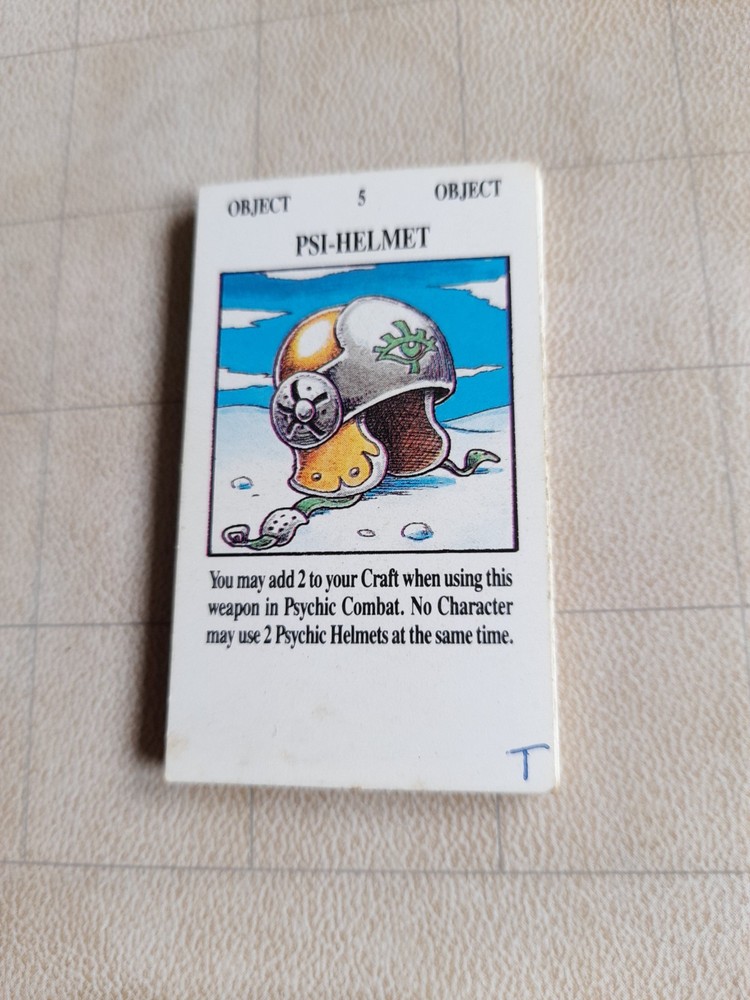 OBJECT 5 OBJECT
PSI-HELMET
You may add 2 to your Craft when using this
weapon in Psychic Combat. No Character
may use 2 Psychic Helmets at the same time.
T